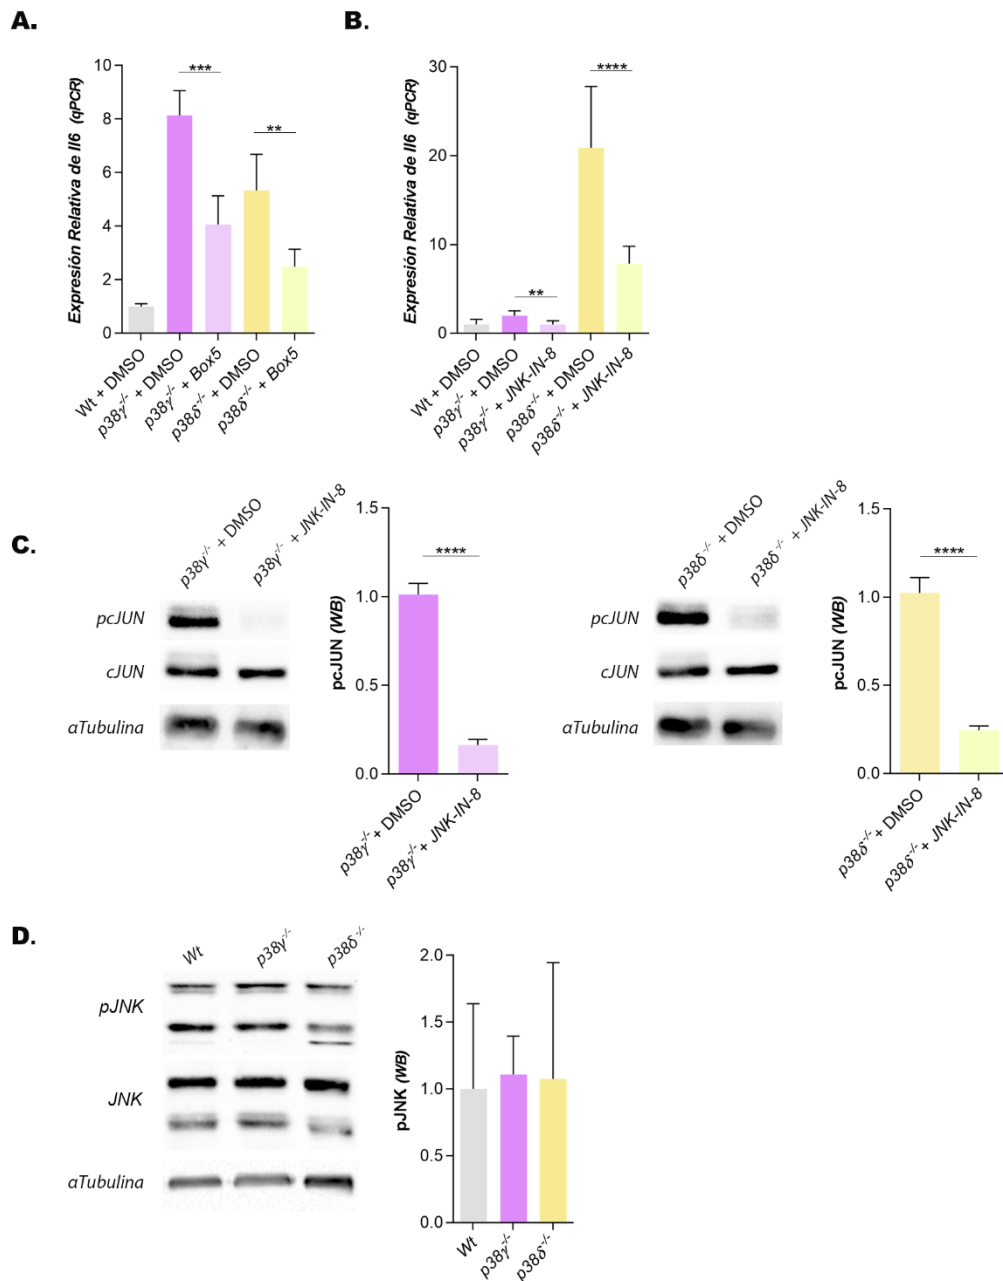 A.
Expresión Relativa de Il6 (qPCR)
10
8
6
4
2
0
***
**
Wt + DMSO
p38γ-/- + DMSO
p38γ-/- + Box5
p38δ-/- + DMSO
p38δ-/- + Box5
B.
Expresión Relativa de Il6 (qPCR)
30
20
10
0
**
****
Wt + DMSO
p38γ-/- + DMSO
p38γ-/- + JNK-IN-8
p38δ-/- + DMSO
p38δ-/- + JNK-IN-8
C.
p38γ-/- + DMSO
p38γ-/- + JNK-IN-8
pcJUN
cJUN
αTubulina
pcJUN (WB)
1.5
1.0
0.5
0.0
****
p38γ-/- + DMSO
p38γ-/- + JNK-IN-8
p38δ-/- + DMSO
p38δ-/- + JNK-IN-8
pcJUN
cJUN
αTubulina
pcJUN (WB)
1.5
1.0
0.5
0.0
****
p38δ-/- + DMSO
p38δ-/- + JNK-IN-8
D.
Wt
p38γ-/-
p38δ-/-
pJNK
JNK
αTubulina
pJNK (WB)
2.0
1.5
1.0
0.5
0.0
Wt
p38γ-/-
p38δ-/-